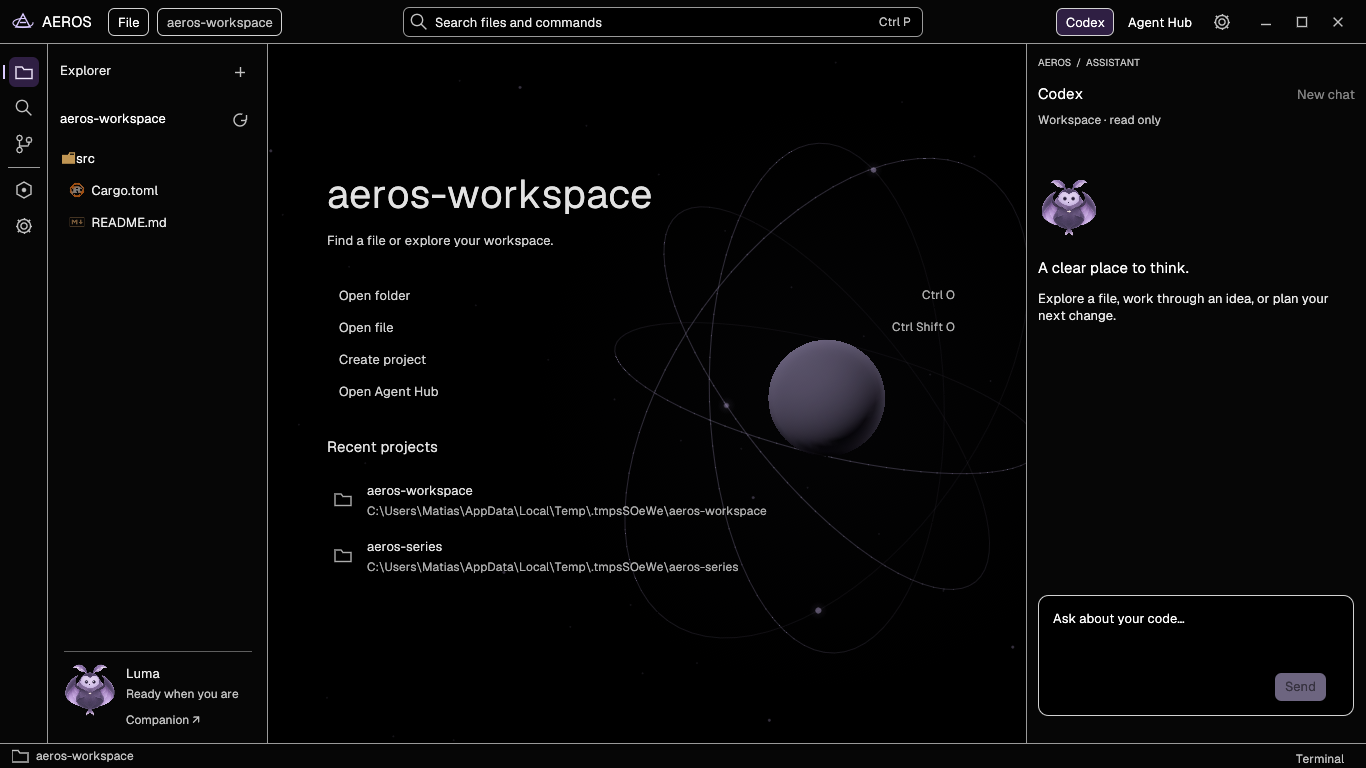 AEROS
File
aeros-workspace
Search files and commands
Ctrl P
Codex
Agent Hub
Explorer
aeros-workspace
src
Cargo.toml
README.md
Luma
Ready when you are
Companion ↗
aeros-workspace
Find a file or explore your workspace.
Open folder
Ctrl O
Open file
Ctrl Shift O
Create project
Open Agent Hub
Recent projects
aeros-workspace
C:\Users\Matias\AppData\Local\Temp\.tmpsSOeWe\aeros-workspace
aeros-series
C:\Users\Matias\AppData\Local\Temp\.tmpsSOeWe\aeros-series
AEROS / ASSISTANT
Codex
New chat
Workspace · read only
A clear place to think.
Explore a file, work through an idea, or plan your
next change.
Ask about your code…
Send
aeros-workspace
Terminal